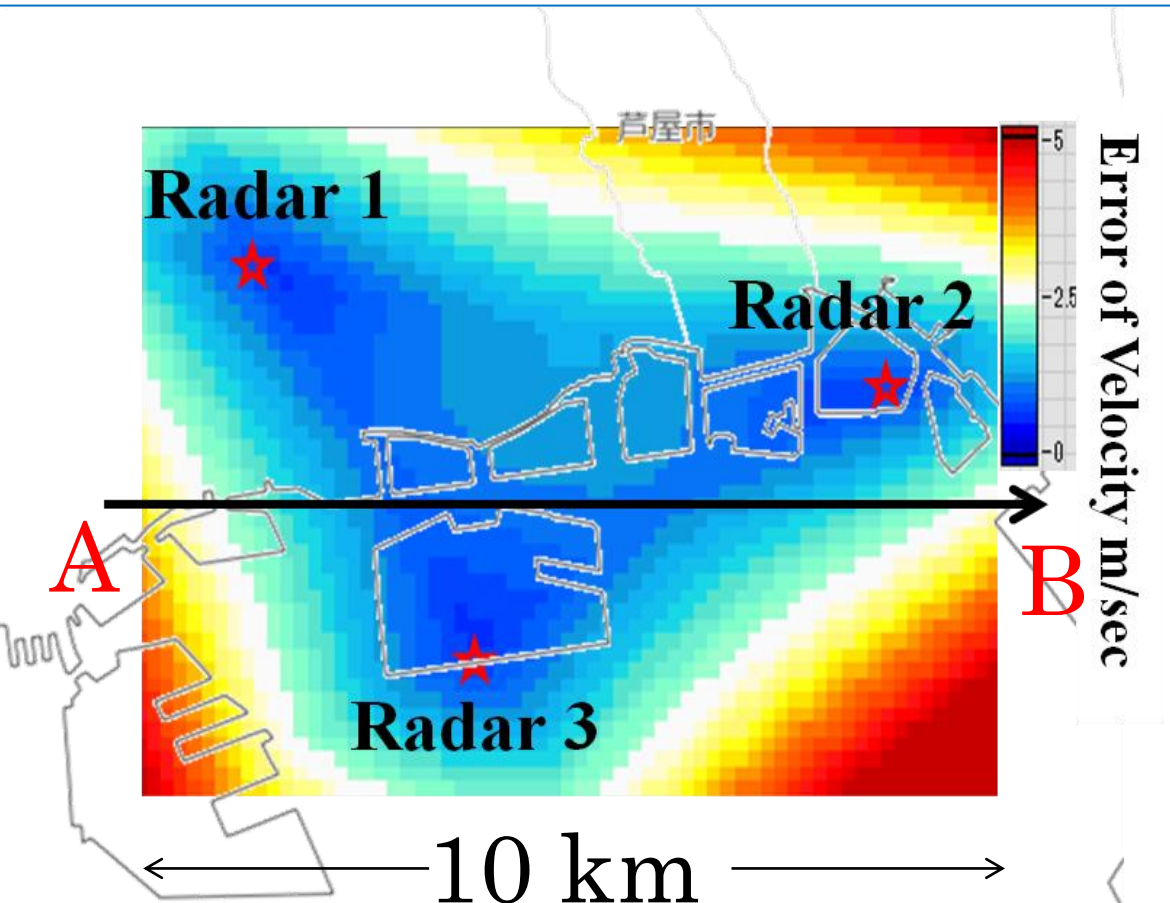 芦屋市
Radar 1
Radar 2
Radar 3
A
B
5
2.5
0
Error of Velocity m/sec
10 km